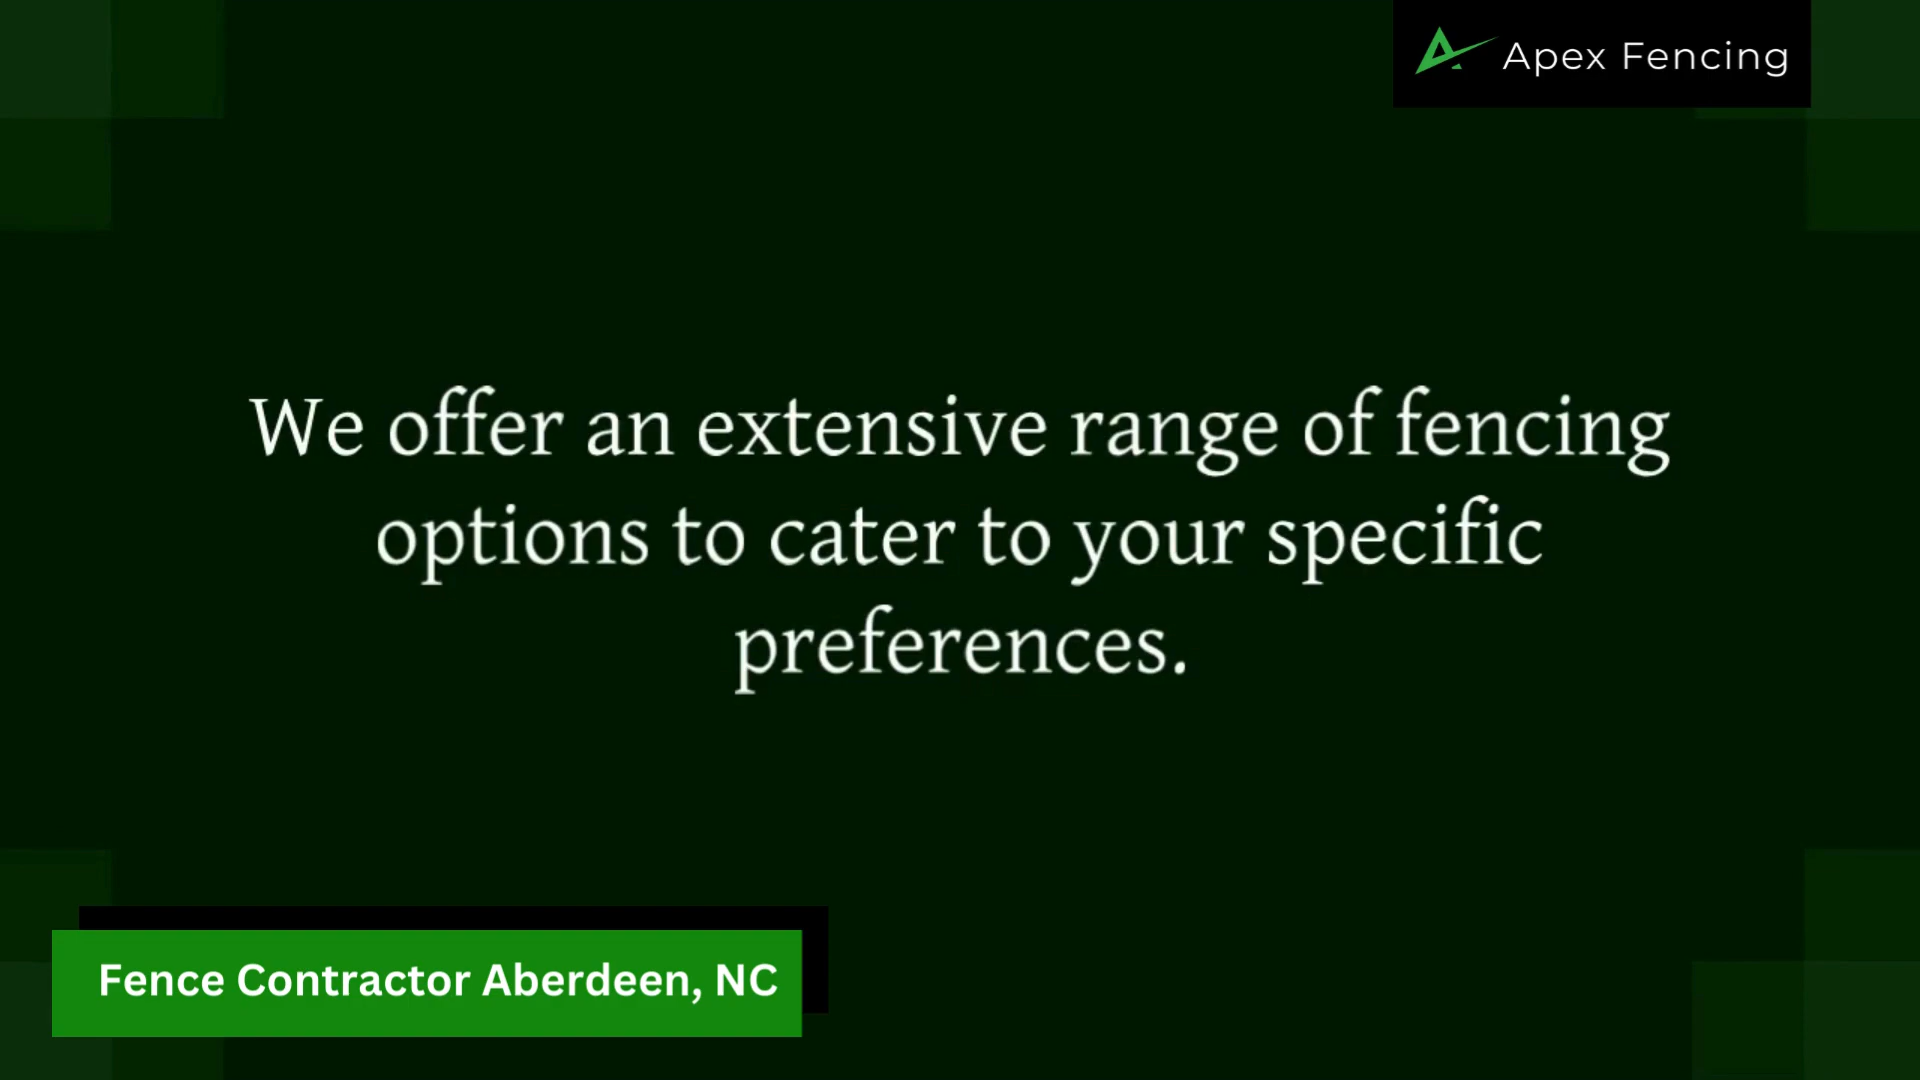 Apex Fencing
We offer an extensive range of fencing
options to cater to your specific
preferences.
Fence Contractor Aberdeen, NC